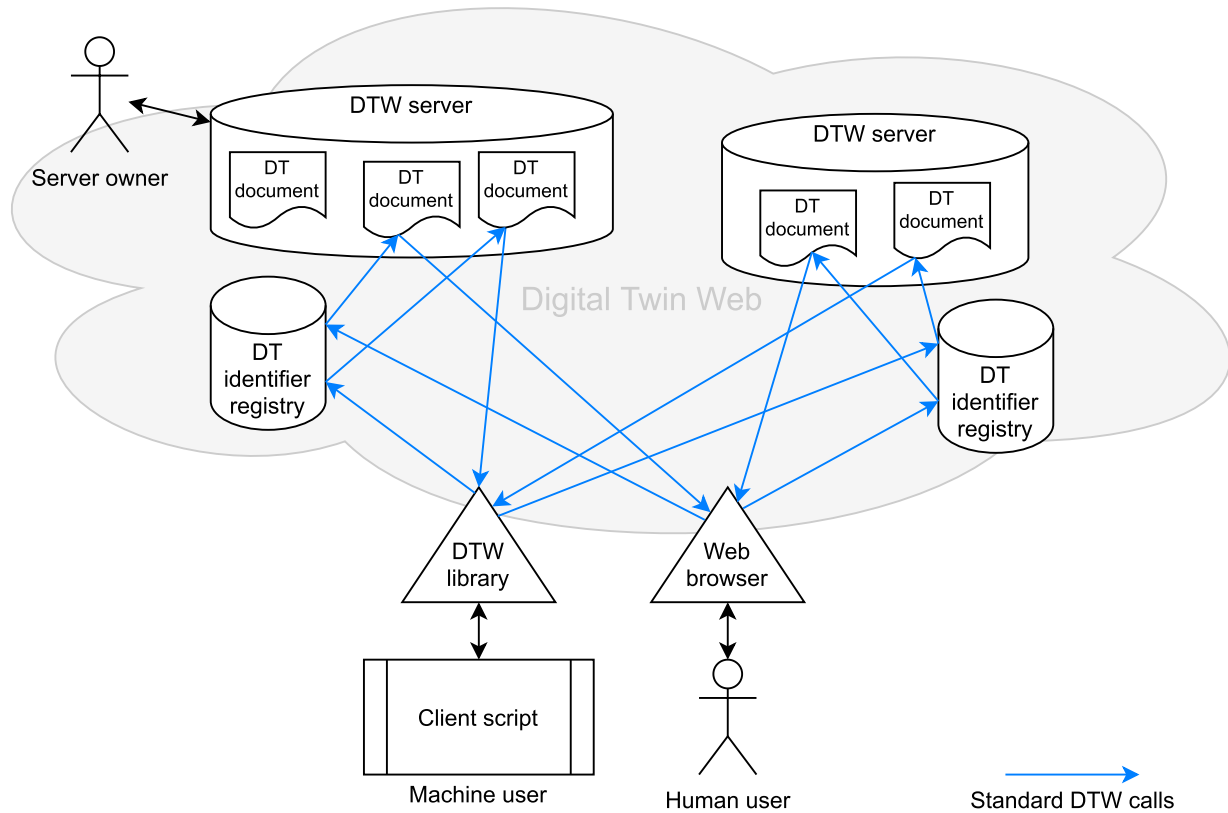 DTW server
DTW server
Server owner
DT
document
DT
document
DT
document
DT
document
DT
document
Digital Twin Web
DT
identifier
registry
DT
identifier
registry
DTW
library
Web
browser
Client script
Machine user
Human user
Standard DTW calls